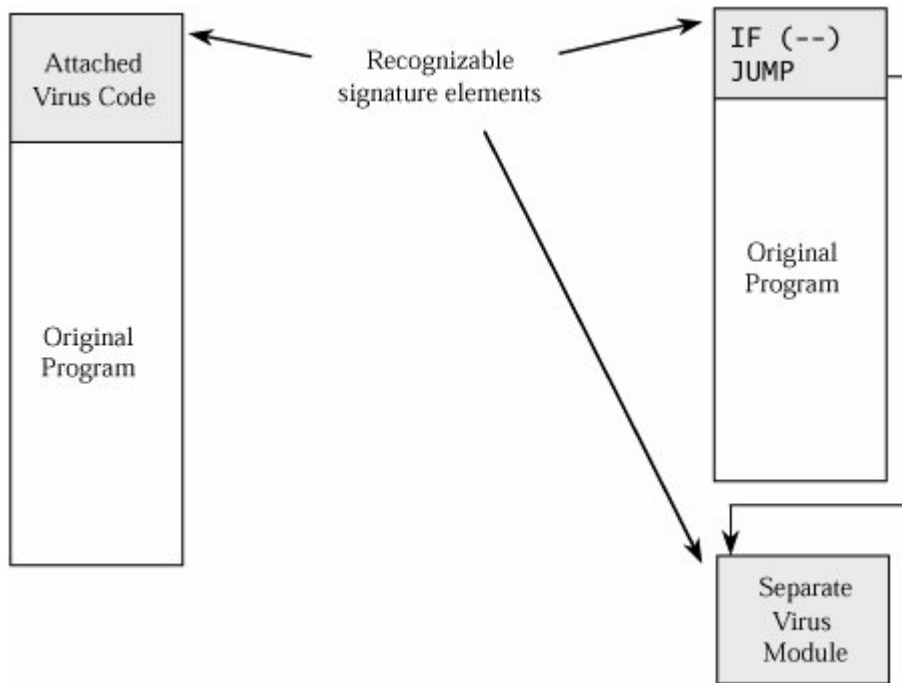 Attached
Virus Code
Original
Program
Recognizable
signature elements
IF (--)
JUMP
Original
Program
Separate
Virus
Module